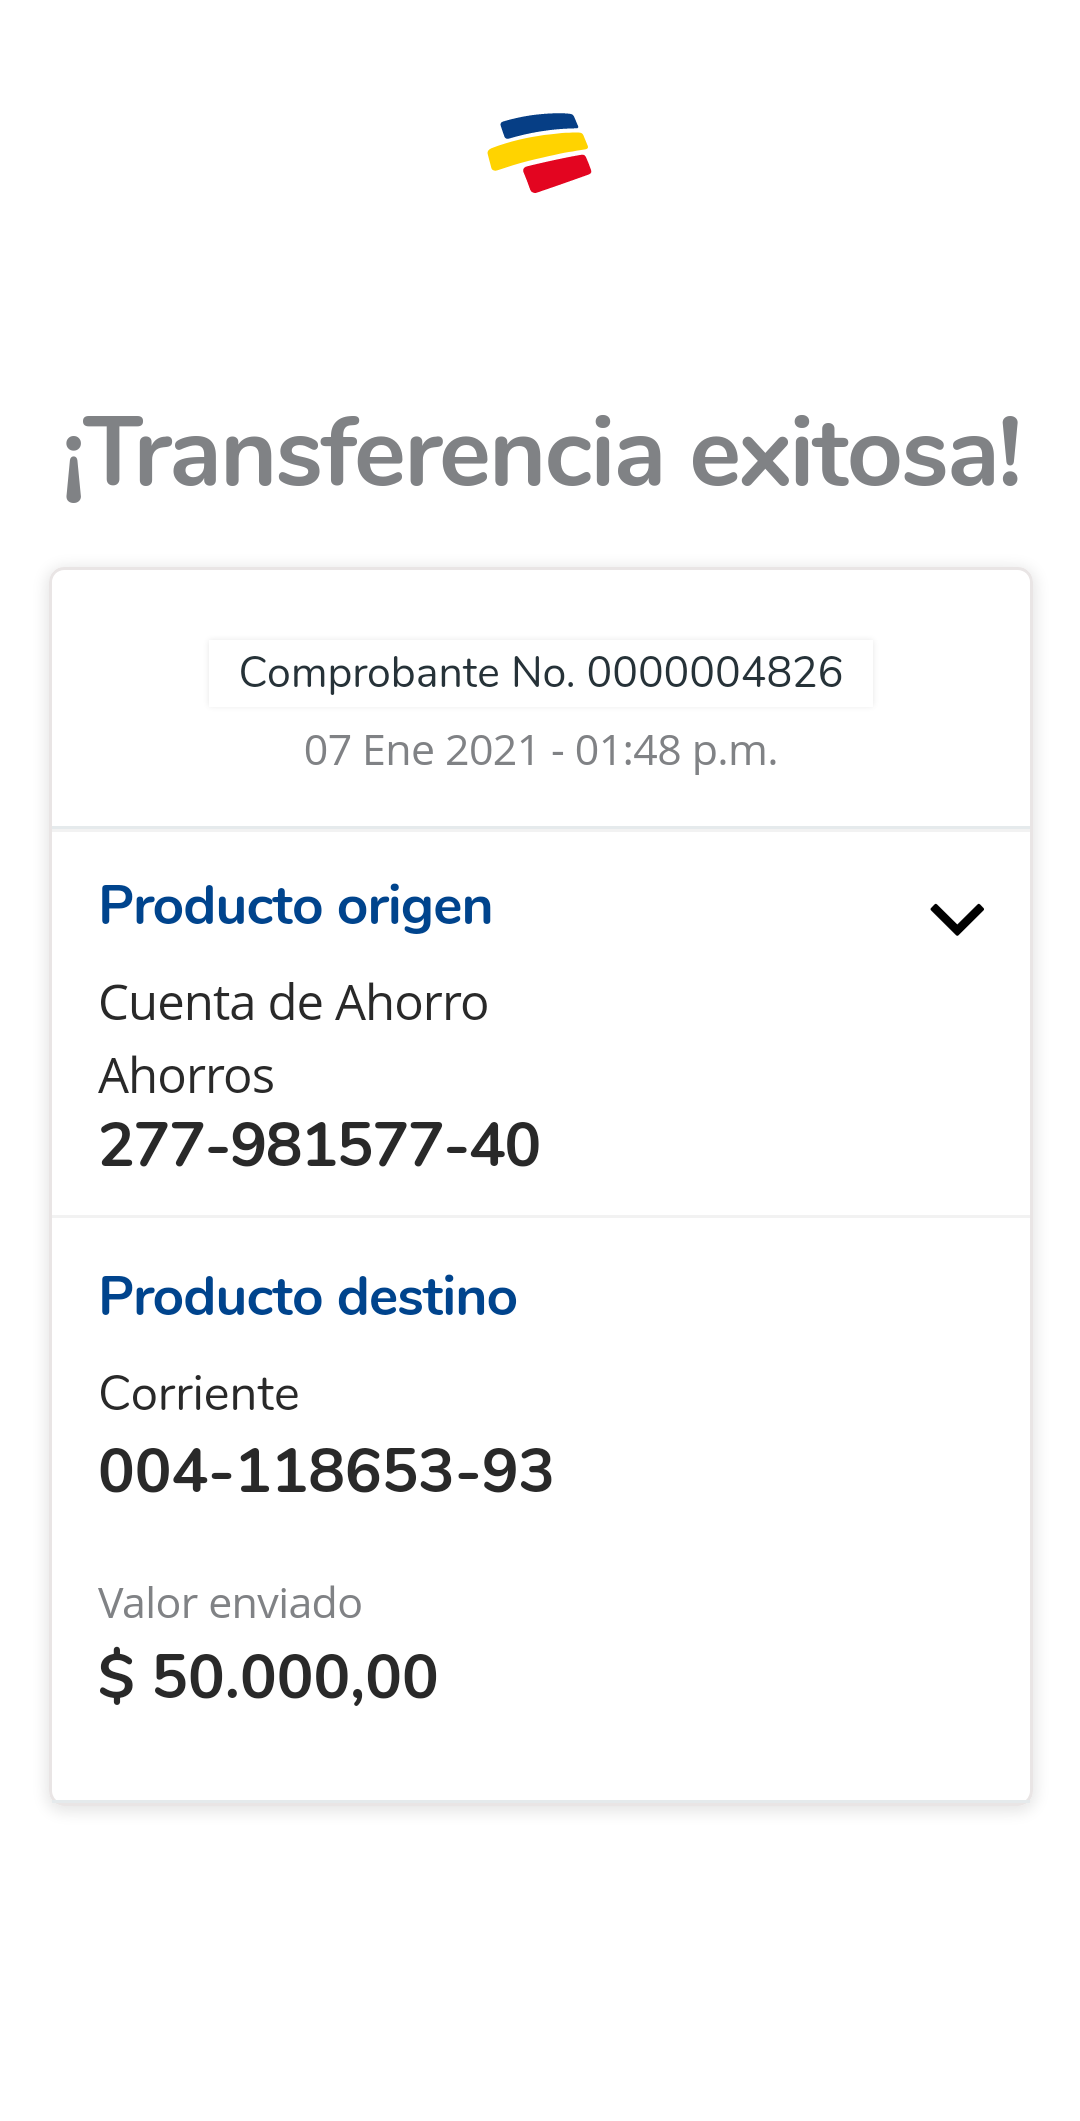 ¡Transferencia exitosa!
Comprobante No. 0000004826
07 Ene 2021 - 01:48 p.m.
Producto origen
Cuenta de Ahorro
Ahorros
277-981577-40
Producto destino
Corriente
004-118653-93
Valor enviado
$ 50.000,00